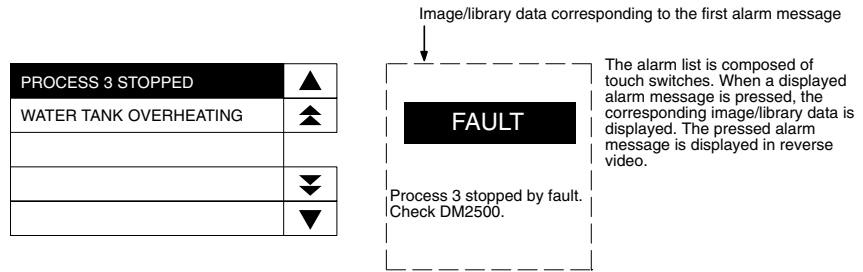 Image/library data corresponding to the first alarm message
PROCESS 3 STOPPED
WATER TANK OVERHEATING
FAULT
Process 3 stopped by fault.
Check DM2500.
The alarm list is composed of
touch switches. When a displayed
alarm message is pressed, the
corresponding image/library data is
displayed. The pressed alarm
message is displayed in reverse
video.